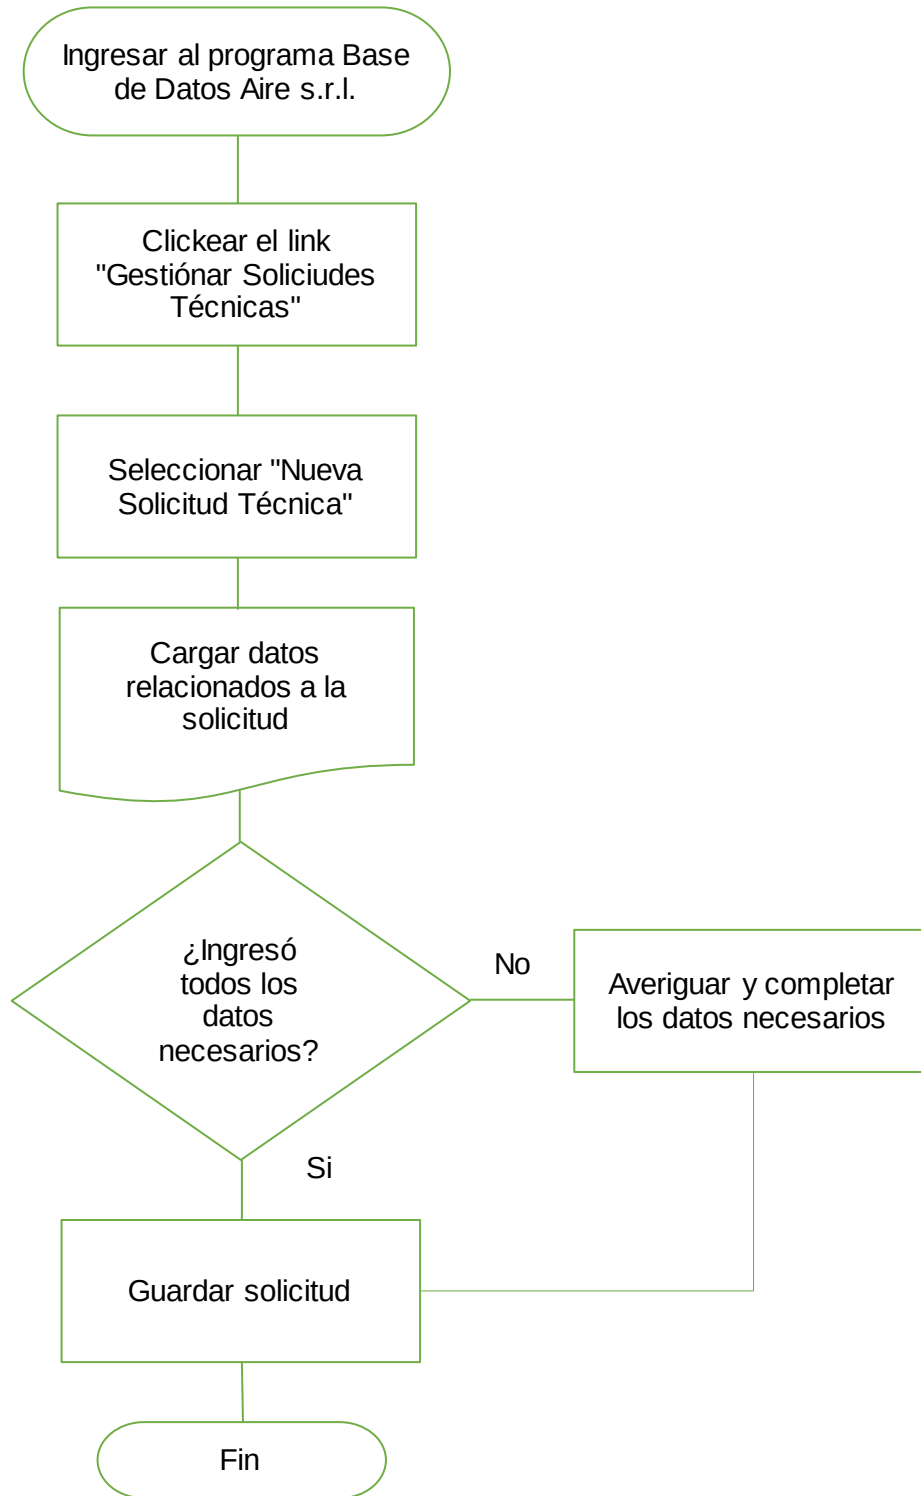 Ingresar al programa Base
de Datos Aire s.r.l.
Clickear el link
"Gestiónar Soliciudes
Técnicas"
Seleccionar "Nueva
Solicitud Técnica"
Cargar datos
relacionados a la
solicitud
¿Ingresó
todos los
datos
necesarios?
No
Averiguar y completar
los datos necesarios
Si
Guardar solicitud
Fin